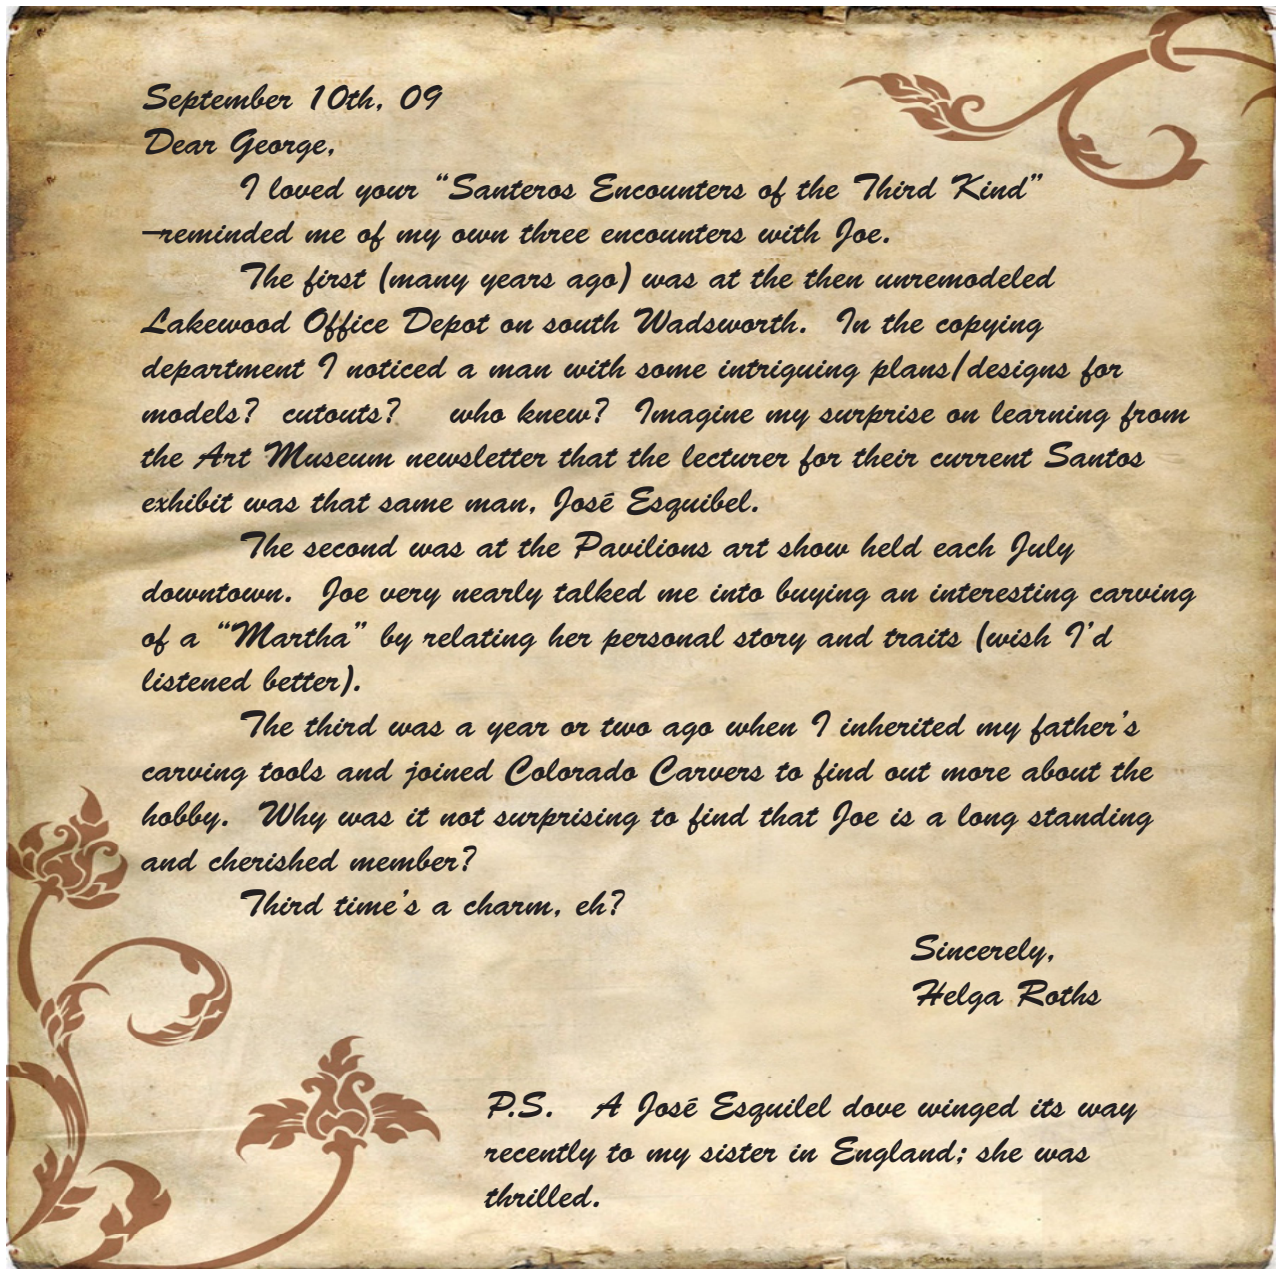 September 10th, 09
Dear George,
I loved your “Santeros Encounters of the Third Kind”
—reminded me of my own three encounters with Joe.
The first (many years ago) was at the then unremodeled
Lakewood Office Depot on south Wadsworth. In the copying
department I noticed a man with some intriguing plans/designs for
models? cutouts? who knew? Imagine my surprise on learning from
the Art Museum newsletter that the lecturer for their current Santos
exhibit was that same man, José Esquibel.
The second was at the Pavilions art show held each July
downtown. Joe very nearly talked me into buying an interesting carving
of a “Martha” by relating her personal story and traits (wish I’d
listened better).
The third was a year or two ago when I inherited my father’s
carving tools and joined Colorado Carvers to find out more about the
hobby. Why was it not surprising to find that Joe is a long standing
and cherished member?
Third time’s a charm, eh?
Sincerely,
Helga Roths
P.S. A José Esquilel dove winged its way
recently to my sister in England; she was
thrilled.